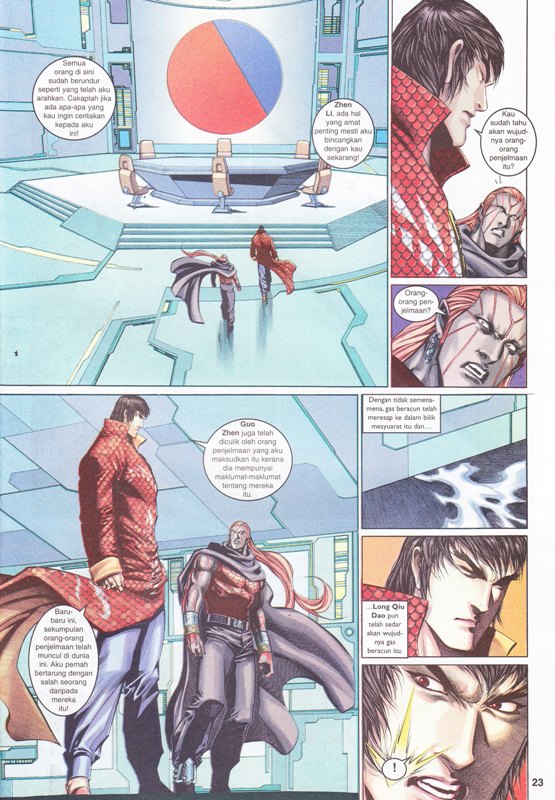 Semua
orang di sini
sudah berundur
seperti yang telah aku
arahkan. Cakaplah jika
ada apa-apa yang
kau ingin ceritakan
kepada aku
ini!
Zhen
Li, ada hal
yang amat
penting mesti aku
bincangkan
dengan kau
sekarang!
Kau
sudah tahu
akan wujud-
nya orang-
orang
penjelmaan
itu?
Orang-
orang pen-
jelmaan?
Guo
Zhen juga telah
diculik oleh orang
penjelmaan yang aku
maksudkan itu kerana
dia mempunyai
maklumat-maklumat
tentang mereka
itu.
Baru-
baru ini,
sekumpulan
orang-orang
penjelmaan telah
muncul di dunia
ini. Aku pernah
bertarung dengan
salah seorang
daripada
mereka
itu!
Dengan tidak semena-
mena, gas beracun telah
meresap ke dalam bilik
mesyuarat itu dan...
...Long Qiu
Dao pun
telah sedar
akan wujud-
nya gas
beracun itu.
!
23